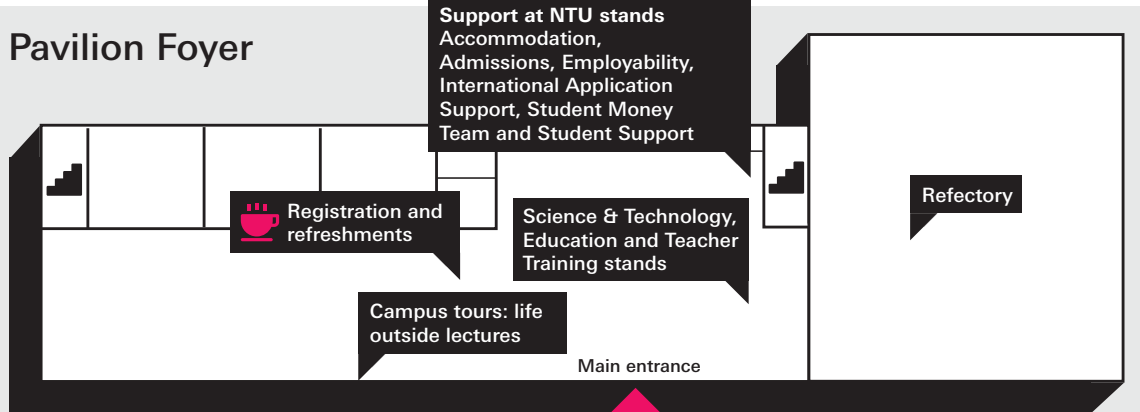 Pavilion Foyer
Support at NTU stands
Accommodation,
Admissions, Employability,
International Application
Support, Student Money
Team and Student Support
Refectory
Registration and
refreshments
Science & Technology,
Education and Teacher
Training stands
Campus tours: life
outside lectures
Main entrance